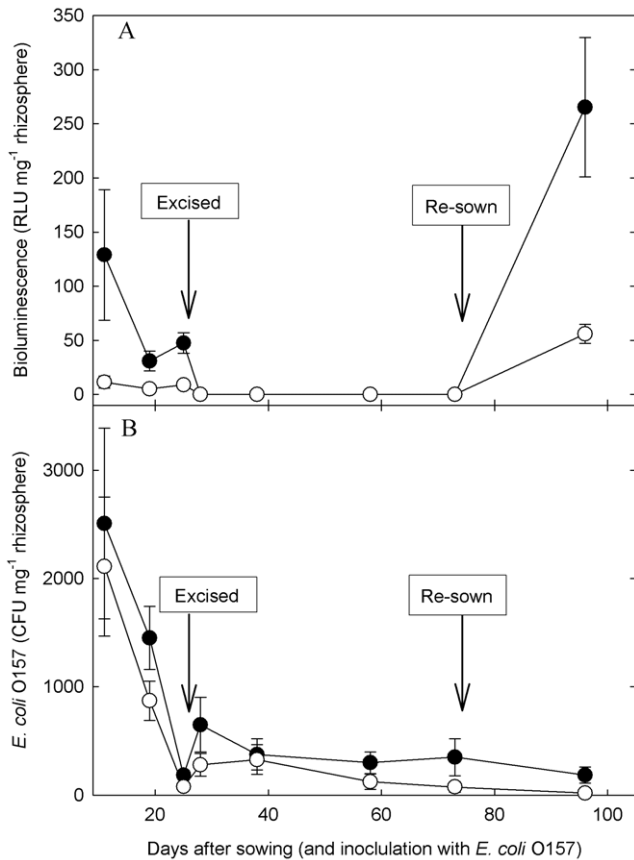 A
Bioluminescence (RLU mg⁻¹ rhizosphere)
350
300
250
200
150
100
50
0
Excised
Re-sown
B
E. coli O157 (CFU mg⁻¹ rhizosphere)
3000
2000
1000
0
Excised
Re-sown
20 40 60 80 100
Days after sowing (and inoclulation with E. coli O157)